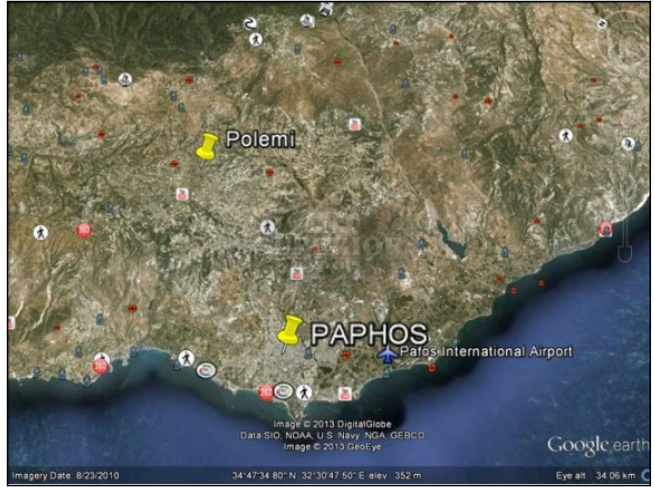 Polemi
PAPHOS
Pafos International Airport
Image © 2013 DigitalGlobe
Data SIO, NOAA, U.S. Navy, NGA, GEBCO
Image © 2013 GeoEye
Google earth
Imagery Date: 8/23/2010 34°47'34.80" N 32°30'47.50" E elev 352 m Eye alt 34.06 km